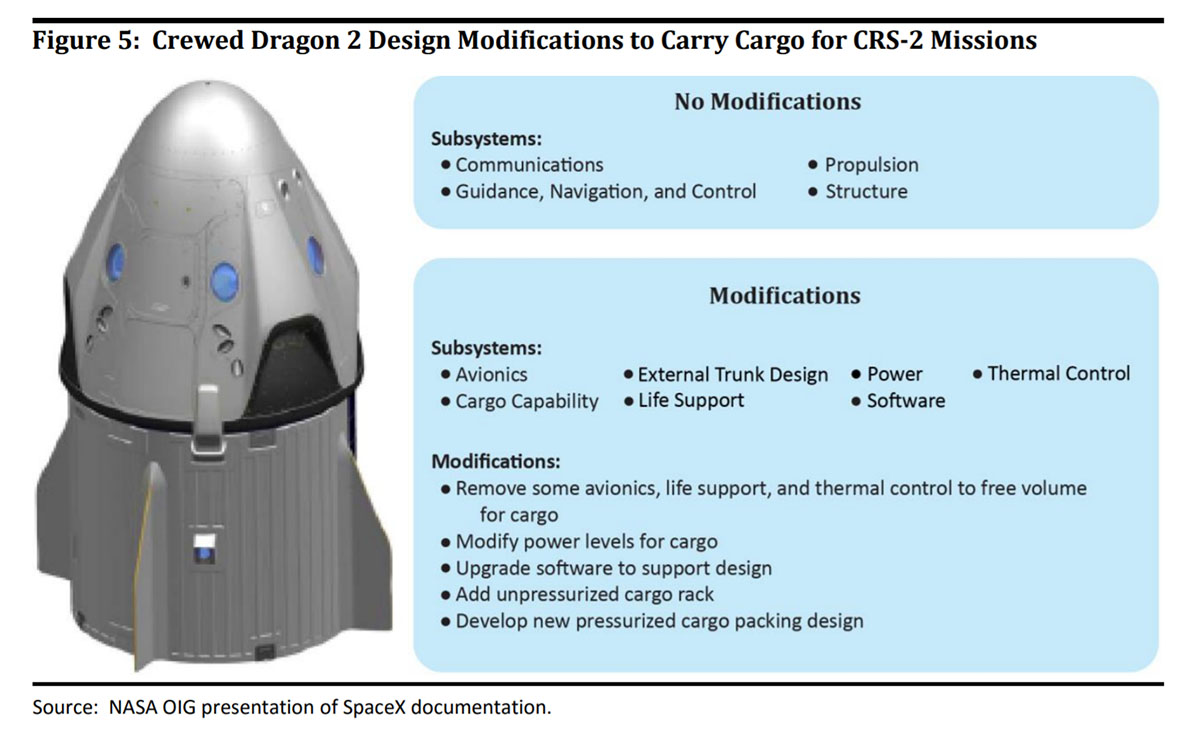 Figure 5:  Crewed Dragon 2 Design Modifications to Carry Cargo for CRS-2 Missions
No Modifications
Subsystems:
● Communications
● Guidance, Navigation, and Control
● Propulsion
● Structure
Modifications
Subsystems:
● Avionics
● Cargo Capability
● External Trunk Design
● Life Support
● Power
● Software
● Thermal Control
Modifications:
● Remove some avionics, life support, and thermal control to free volume
for cargo
● Modify power levels for cargo
● Upgrade software to support design
● Add unpressurized cargo rack
● Develop new pressurized cargo packing design
Source:  NASA OIG presentation of SpaceX documentation.